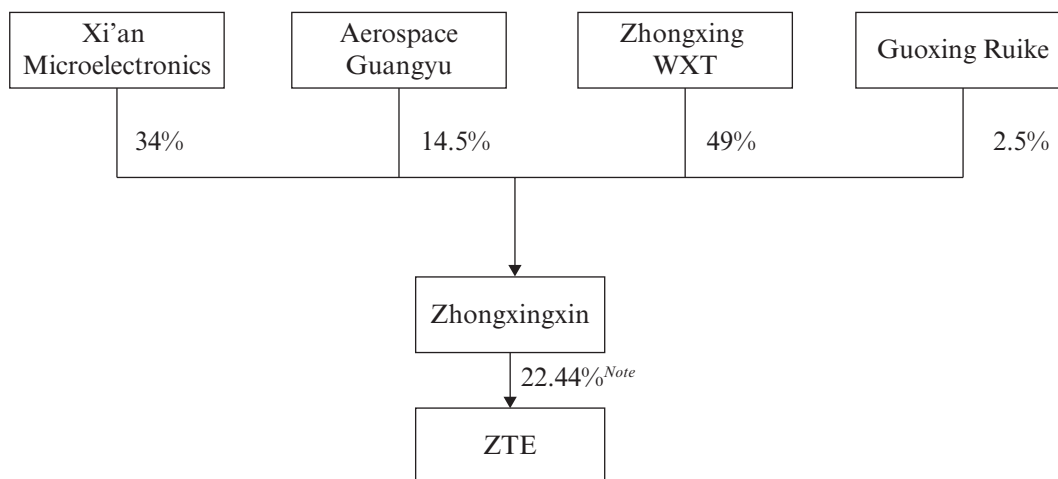 Xi’an
Microelectronics
Aerospace
Guangyu
Zhongxing
WXT
Guoxing Ruike
34%
14.5%
49%
2.5%
Zhongxingxin
22.44%Note
ZTE